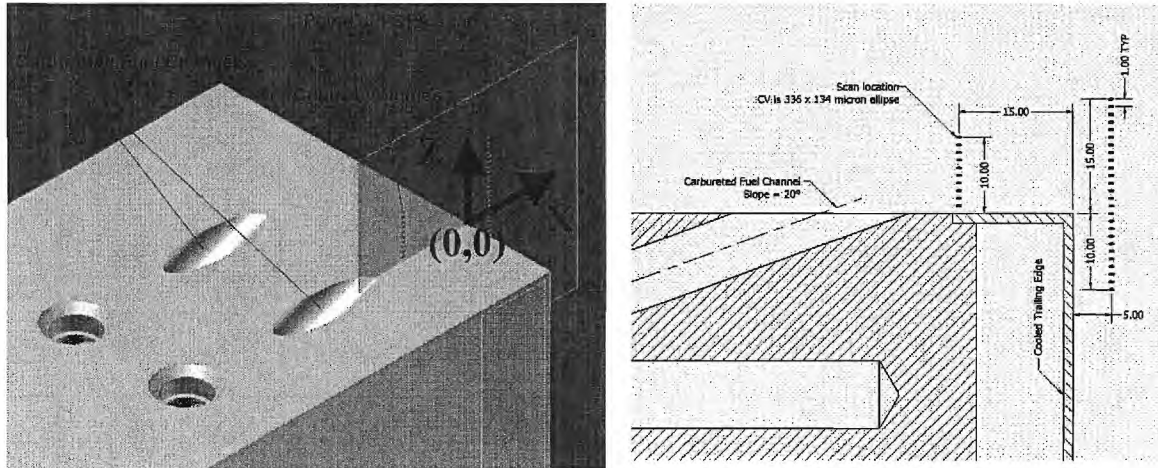 Z
X
(0,0)
Scan location
CV is 336 x 134 micron ellipse
Carbureted Fuel Channel
Slope = 20°
15.00
10.00
1.00 TYP
15.00
10.00
5.00
Cooled Trailing Edge